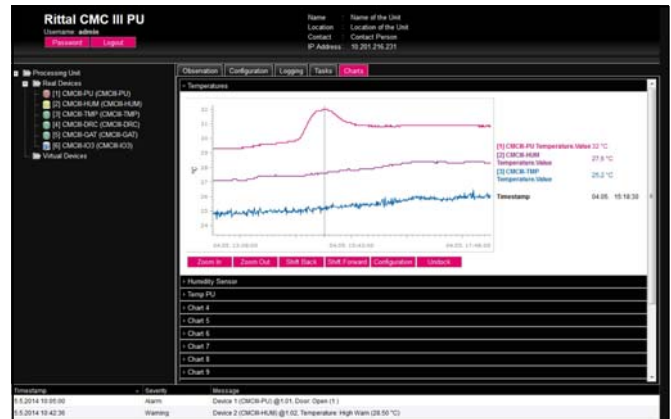 Rittal CMC III PU
Username: admin
Password Logout
Name : Name of the Unit
Location : Location of the Unit
Contact : Contact Person
IP Address : 10.201.216.231
Processing Unit
Real Devices
[1] CMCIII-PU (CMCIII-PU)
[2] CMCIII-HUM (CMCIII-HUM)
[3] CMCIII-TMP (CMCIII-TMP)
[4] CMCIII-DRC (CMCIII-DRC)
[5] CMCIII-GAT (CMCIII-GAT)
[6] CMCIII-IO3 (CMCIII-IO3)
Virtual Devices
Observation Configuration Logging Tasks Charts
Temperatures
32
31
30
29
°C
27
26
25
24
[1] CMCIII-PU Temperature.Value 32 °C
[2] CMCIII-HUM
Temperature.Value
[3] CMCIII-TMP
Temperature.Value 25,2 °C
Timestamp 04.05. 15:18:30
Zoom In Zoom Out Shift Back Shift Forward Configuration Undock
Humidity Sensor
Temp PU
Chart 4
Chart 5
Chart 6
Chart 7
Chart 8
Chart 9
Timestamp Severity Message
5.5.2014 10:05:00 Alarm Device 1 (CMCIII-PU) @1.01, Door: Open (1 )
5.5.2014 10:42:36 Warning Device 2 (CMCIII-HUM) @1.02, Temperature: High Warn (28.50 °C)